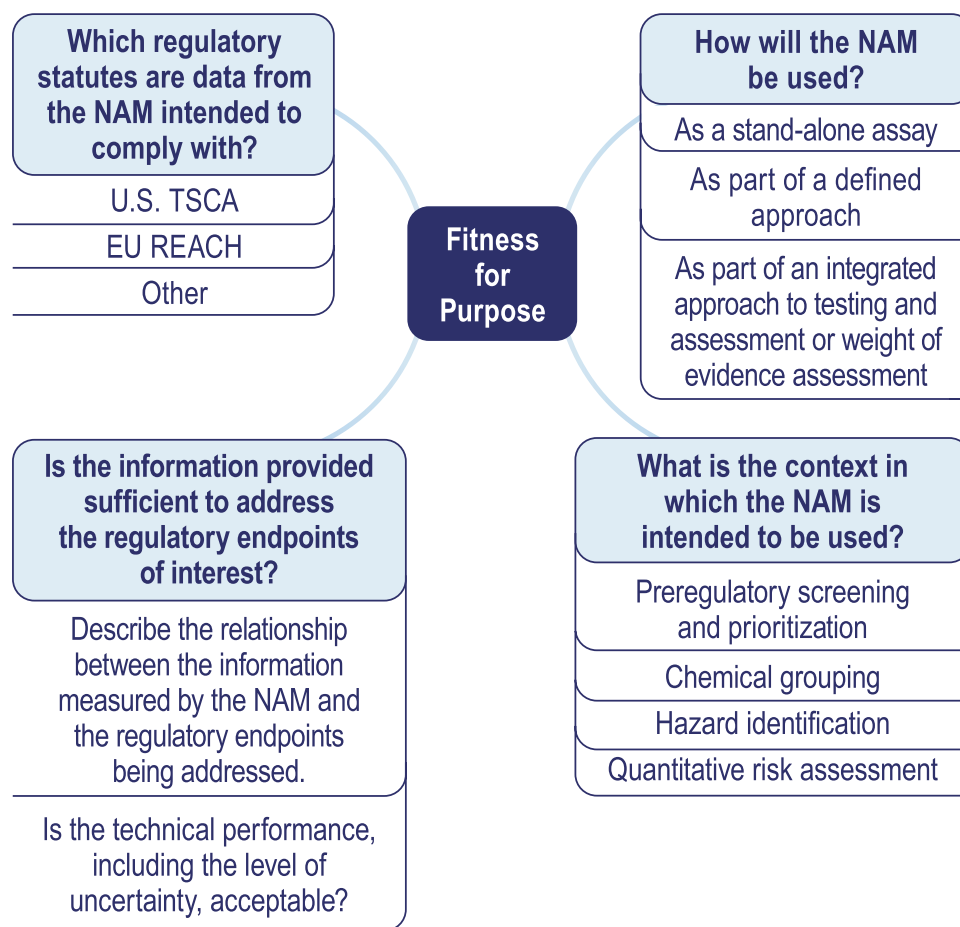 Which regulatory
statutes are data from
the NAM intended to
comply with?
U.S. TSCA
EU REACH
Other
How will the NAM
be used?
As a stand-alone assay
As part of a defined
approach
As part of an integrated
approach to testing and
assessment or weight of
evidence assessment
Fitness
for
Purpose
Is the information provided
sufficient to address
the regulatory endpoints
of interest?
Describe the relationship
between the information
measured by the NAM and
the regulatory endpoints
being addressed.
Is the technical performance,
including the level of
uncertainty, acceptable?
What is the context in
which the NAM is
intended to be used?
Preregulatory screening
and prioritization
Chemical grouping
Hazard identification
Quantitative risk assessment